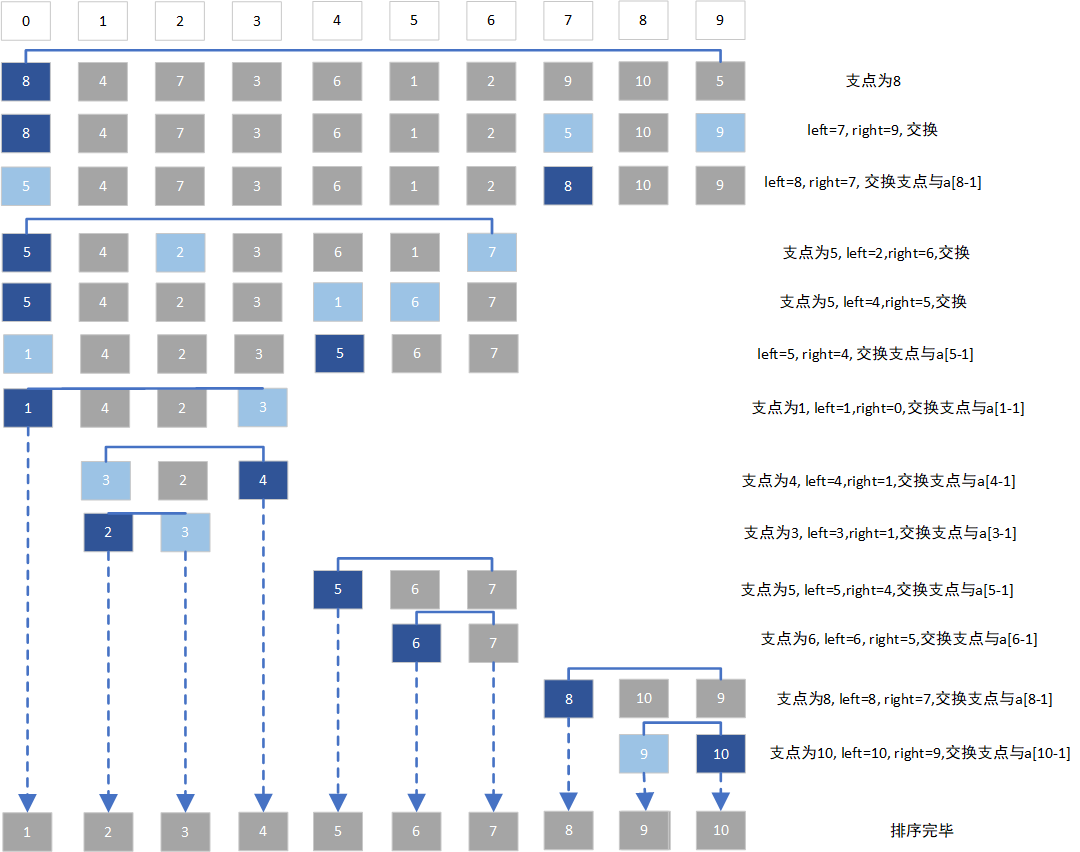 0 1 2 3 4 5 6 7 8 9
8 4 7 3 6 1 2 9 10 5 支点为8
8 4 7 3 6 1 2 5 10 9 left=7, right=9, 交换
5 4 7 3 6 1 2 8 10 9 left=8, right=7, 交换支点与a[8-1]
5 4 2 3 6 1 7 支点为5, left=2,right=6,交换
5 4 2 3 1 6 7 支点为5, left=4,right=5,交换
1 4 2 3 5 6 7 left=5, right=4, 交换支点与a[5-1]
1 4 2 3 支点为1, left=1,right=0,交换支点与a[1-1]
3 2 4 支点为4, left=4,right=1,交换支点与a[4-1]
2 3 支点为3, left=3,right=1,交换支点与a[3-1]
5 6 7 支点为5, left=5,right=4,交换支点与a[5-1]
6 7 支点为6, left=6, right=5,交换支点与a[6-1]
8 10 9 支点为8, left=8, right=7,交换支点与a[8-1]
9 10 支点为10, left=10, right=9,交换支点与a[10-1]
1 2 3 4 5 6 7 8 9 10 排序完毕